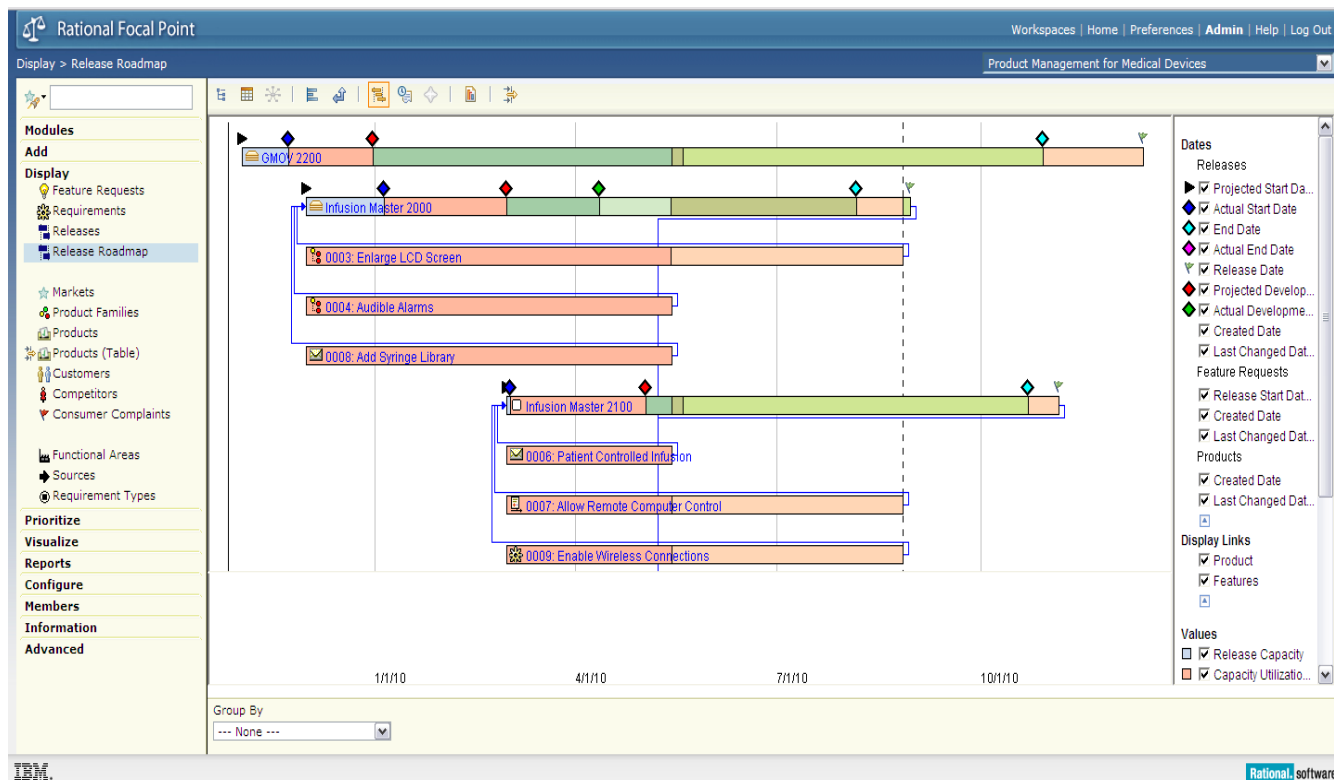 Rational Focal Point
Workspaces | Home | Preferences | Admin | Help | Log Out
Display > Release Roadmap
Product Management for Medical Devices
Modules
Add
Display
Feature Requests
Requirements
Releases
Release Roadmap
Markets
Product Families
Products
Products (Table)
Customers
Competitors
Consumer Complaints
Functional Areas
Sources
Requirement Types
Prioritize
Visualize
Reports
Configure
Members
Information
Advanced
GMOV 2200
Infusion Master 2000
0003: Enlarge LCD Screen
0004: Audible Alarms
0008: Add Syringe Library
Infusion Master 2100
0006: Patient Controlled Infusion
0007: Allow Remote Computer Control
0009: Enable Wireless Connections
1/1/10 4/1/10 7/1/10 10/1/10
Dates
Releases
Projected Start Da...
Actual Start Date
End Date
Actual End Date
Release Date
Projected Develop...
Actual Developme...
Created Date
Last Changed Dat...
Feature Requests
Release Start Dat...
Created Date
Last Changed Dat...
Products
Created Date
Last Changed Dat...
Display Links
Product
Features
Values
Release Capacity
Capacity Utilizatio...
Group By
--- None ---
IBM.
Rational. software